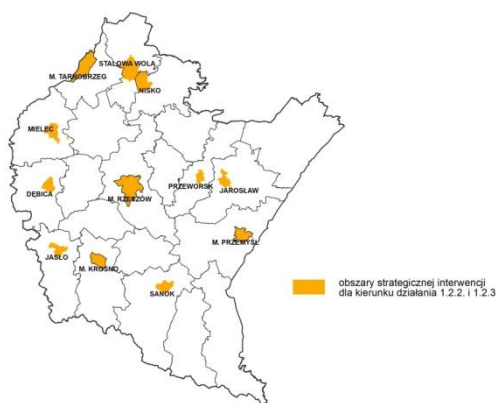 STALOWA WOLA
M. TARNOBRZEG
NISKO
MIELEC
DĘBICA
M. RZESZÓW
PRZEWORSK
JAROSŁAW
M. PRZEMYŚL
JASŁO
M. KROSNO
SANOK
obszary strategicznej interwencji
dla kierunku działania 1.2.2. i 1.2.3